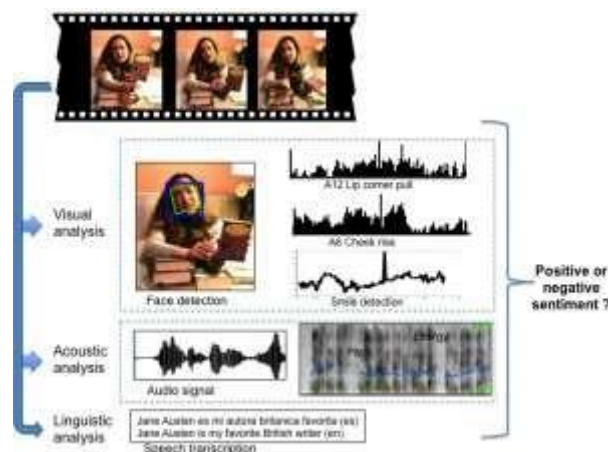 A12 Lip corner pull
A6 Cheek rise
Smile detection
Face detection
Visual
analysis
Positive or
negative
sentiment ?
Acoustic
analysis
energy
Audio signal
Linguistic
analysis
Jane Austen es mi autora britanica favorita (es)
Jane Austen is my favorite British writer (en)
Speech transcription